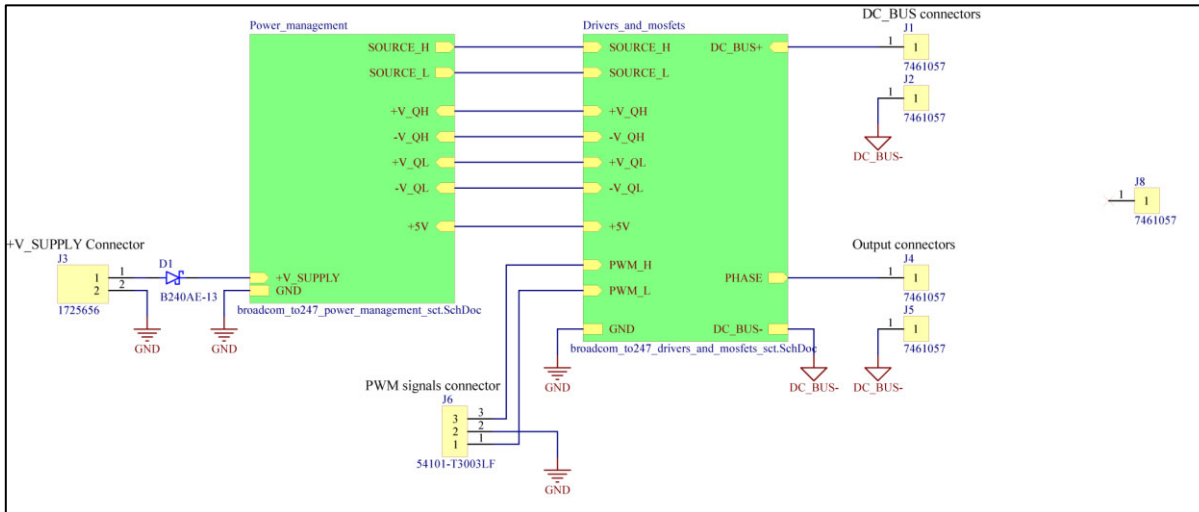 DC_BUS connectors
Power_management
Drivers_and_mosfets
J1
SOURCE_H
SOURCE_H
DC_BUS+
1
1
7461057
SOURCE_L
SOURCE_L
J2
1
1
7461057
+V_QH
+V_QH
-V_QH
-V_QH
DC_BUS-
+V_QL
+V_QL
-V_QL
-V_QL
J8
1
1
7461057
+5V
+5V
+V_SUPPLY Connector
Output connectors
J3
D1
PWM_H
J4
1
1
+V_SUPPLY
PHASE
1
1
2
2
GND
PWM_L
7461057
1725656
B240AE-13
broadcom_to247_power_management_sct.SchDoc
J5
GND
DC_BUS-
1
1
7461057
GND
GND
broadcom_to247_drivers_and_mosfets_sct.SchDoc
GND
DC_BUS-
DC_BUS-
PWM signals connector
J6
3
3
2
2
1
1
54101-T3003LF
GND